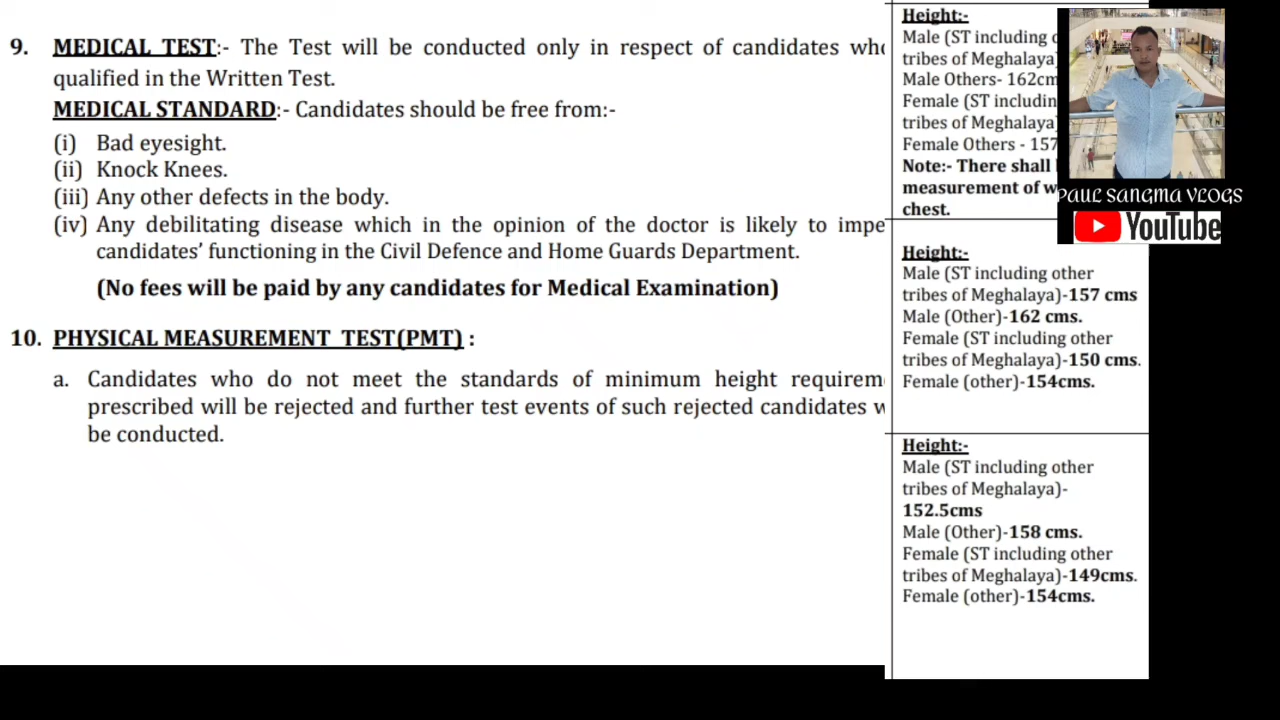 9. MEDICAL TEST:- The Test will be conducted only in respect of candidates who
qualified in the Written Test.
MEDICAL STANDARD:- Candidates should be free from:-
(i) Bad eyesight.
(ii) Knock Knees.
(iii) Any other defects in the body.
(iv) Any debilitating disease which in the opinion of the doctor is likely to impe
candidates’ functioning in the Civil Defence and Home Guards Department.
(No fees will be paid by any candidates for Medical Examination)
10. PHYSICAL MEASUREMENT TEST(PMT) :
a. Candidates who do not meet the standards of minimum height requirem
prescribed will be rejected and further test events of such rejected candidates
be conducted.
Height:-
Male (ST including
tribes of Meghalaya)
Male Others- 162cm
Female (ST includin
tribes of Meghalaya)
Female Others - 157
Note:- There shall
measurement of w
chest.
Height:-
Male (ST including other
tribes of Meghalaya)-157 cms
Male (Other)-162 cms.
Female (ST including other
tribes of Meghalaya)-150 cms.
Female (other)-154cms.
Height:-
Male (ST including other
tribes of Meghalaya)-
152.5cms
Male (Other)-158 cms.
Female (ST including other
tribes of Meghalaya)-149cms.
Female (other)-154cms.
PAUL SANGMA VLOGS
YouTube